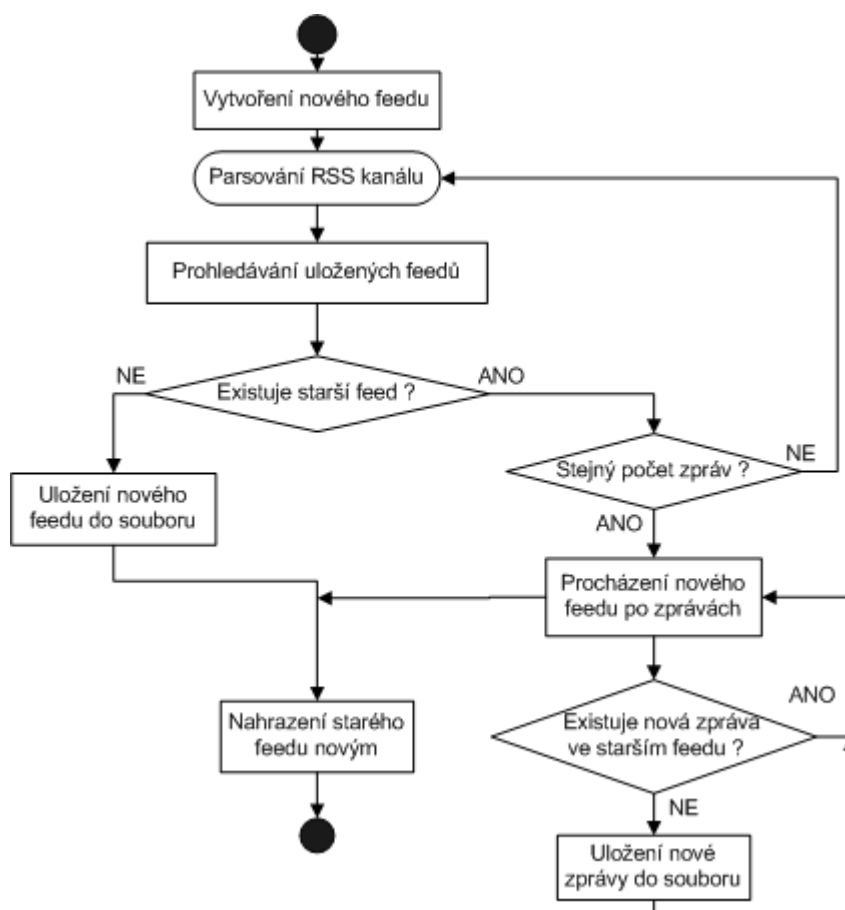 Vytvoření nového feedu
Parsování RSS kanálu
Prohledávání uložených feedů
NE
Existuje starší feed ?
ANO
Stejný počet zpráv ?
NE
Uložení nového
feedu do souboru
ANO
Procházení nového
feedu po zprávách
Nahrazení starého
feedu novým
Existuje nová zpráva
ve starším feedu ?
ANO
NE
Uložení nové
zprávy do souboru